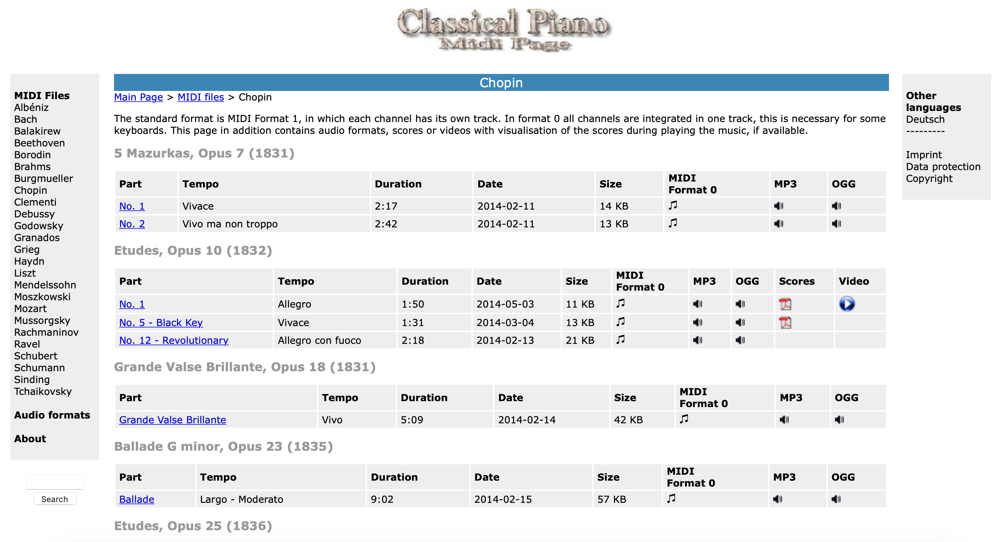 Classical Piano
Midi Page
MIDI Files
Albéniz
Bach
Balakirew
Beethoven
Borodin
Brahms
Burgmueller
Chopin
Clementi
Debussy
Godowsky
Granados
Grieg
Haydn
Liszt
Mendelssohn
Moszkowski
Mozart
Mussorgsky
Rachmaninov
Ravel
Schubert
Schumann
Sinding
Tchaikovsky
Audio formats
About
Search
Chopin
Main Page > MIDI files > Chopin
The standard format is MIDI Format 1, in which each channel has its own track. In format 0 all channels are integrated in one track, this is necessary for some
keyboards. This page in addition contains audio formats, scores or videos with visualisation of the scores during playing the music, if available.
5 Mazurkas, Opus 7 (1831)
Part Tempo Duration Date Size MIDI Format 0 MP3 OGG
No. 1 Vivace 2:17 2014-02-11 14 KB
No. 2 Vivo ma non troppo 2:42 2014-02-11 13 KB
Etudes, Opus 10 (1832)
Part Tempo Duration Date Size MIDI Format 0 MP3 OGG Scores Video
No. 1 Allegro 1:50 2014-05-03 11 KB
No. 5 - Black Key Vivace 1:31 2014-03-04 13 KB
No. 12 - Revolutionary Allegro con fuoco 2:18 2014-02-13 21 KB
Grande Valse Brillante, Opus 18 (1831)
Part Tempo Duration Date Size MIDI Format 0 MP3 OGG
Grande Valse Brillante Vivo 5:09 2014-02-14 42 KB
Ballade G minor, Opus 23 (1835)
Part Tempo Duration Date Size MIDI Format 0 MP3 OGG
Ballade Largo - Moderato 9:02 2014-02-15 57 KB
Etudes, Opus 25 (1836)
Other
languages
Deutsch
---------
Imprint
Data protection
Copyright